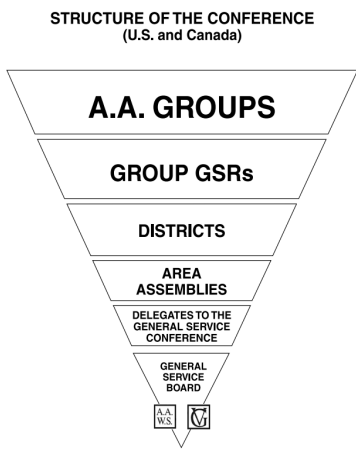 STRUCTURE OF THE CONFERENCE
(U.S. and Canada)
A.A. GROUPS
GROUP GSRs
DISTRICTS
AREA
ASSEMBLIES
DELEGATES TO THE
GENERAL SERVICE
CONFERENCE
GENERAL
SERVICE
BOARD
A.A.
W.S.
GV